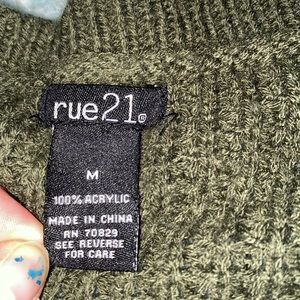 rue21®
M
100% ACRYLIC
MADE IN CHINA
RN 70829
SEE REVERSE
FOR CARE